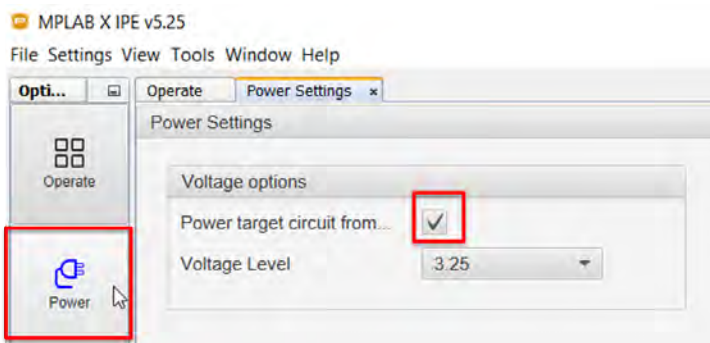 MPLAB X IPE v5.25
File Settings View Tools Window Help
Opti... Operate Power Settings ×
Power Settings
Operate
Voltage options
Power target circuit from...
Voltage Level 3.25
Power